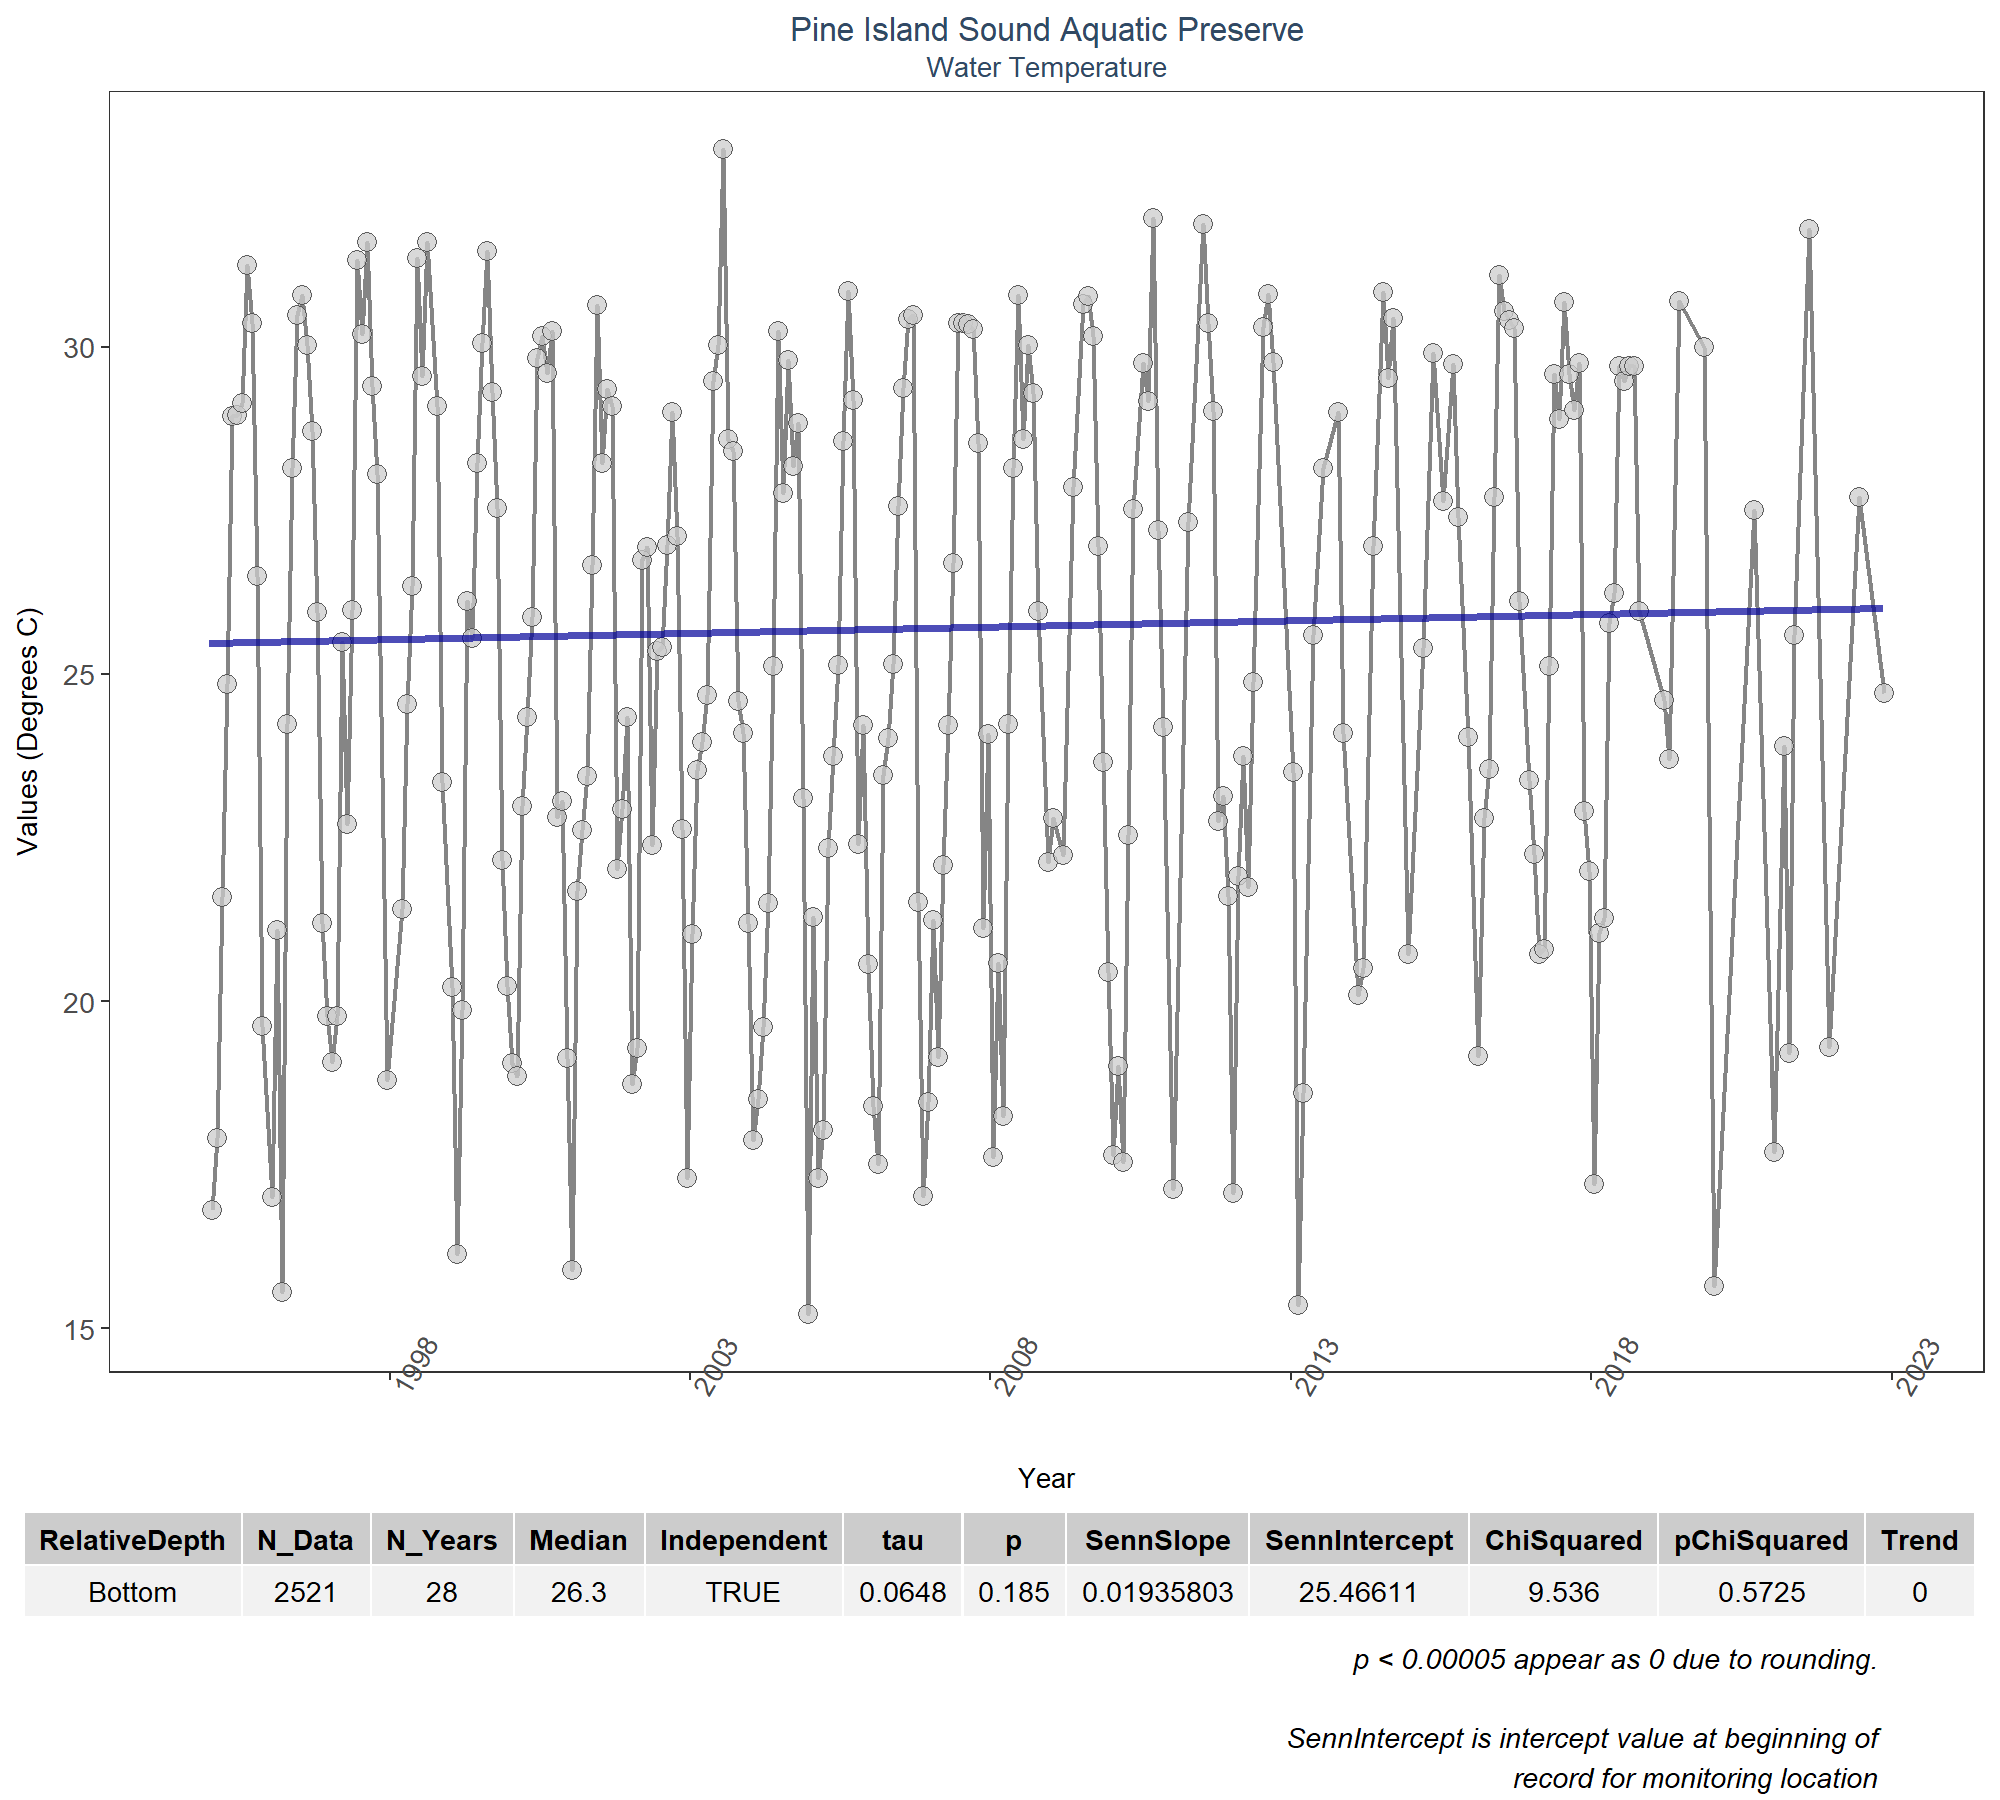 Pine Island Sound Aquatic Preserve
Water Temperature
Values (Degrees C)
30
25
20
15
1998 2003 2008 2013 2018 2023
Year
RelativeDepth N_Data N_Years Median Independent tau p SennSlope SennIntercept ChiSquared pChiSquared Trend
Bottom 2521 28 26.3 TRUE 0.0648 0.185 0.01935803 25.46611 9.536 0.5725 0
p < 0.00005 appear as 0 due to rounding.
SennIntercept is intercept value at beginning of
record for monitoring location